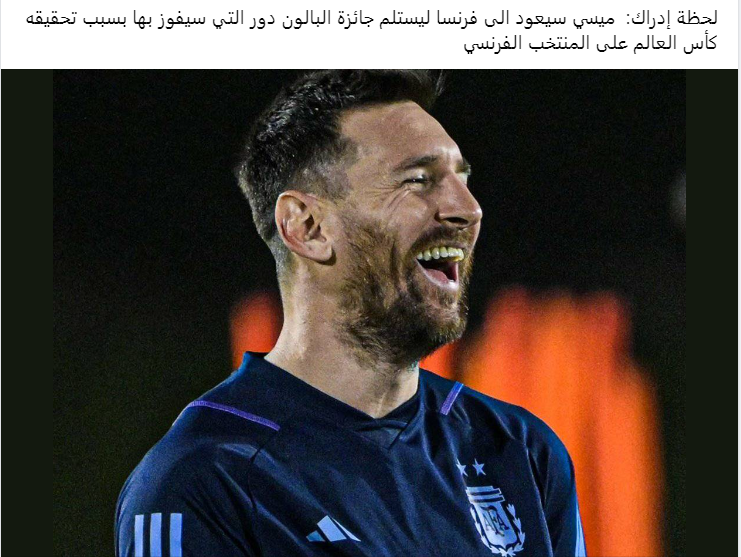 لحظة إدراك: ميسي سيعود الى فرنسا ليستلم جائزة البالون دور التي سيفوز بها بسبب تحقيقه
كأس العالم على المنتخب الفرنسي
AFA